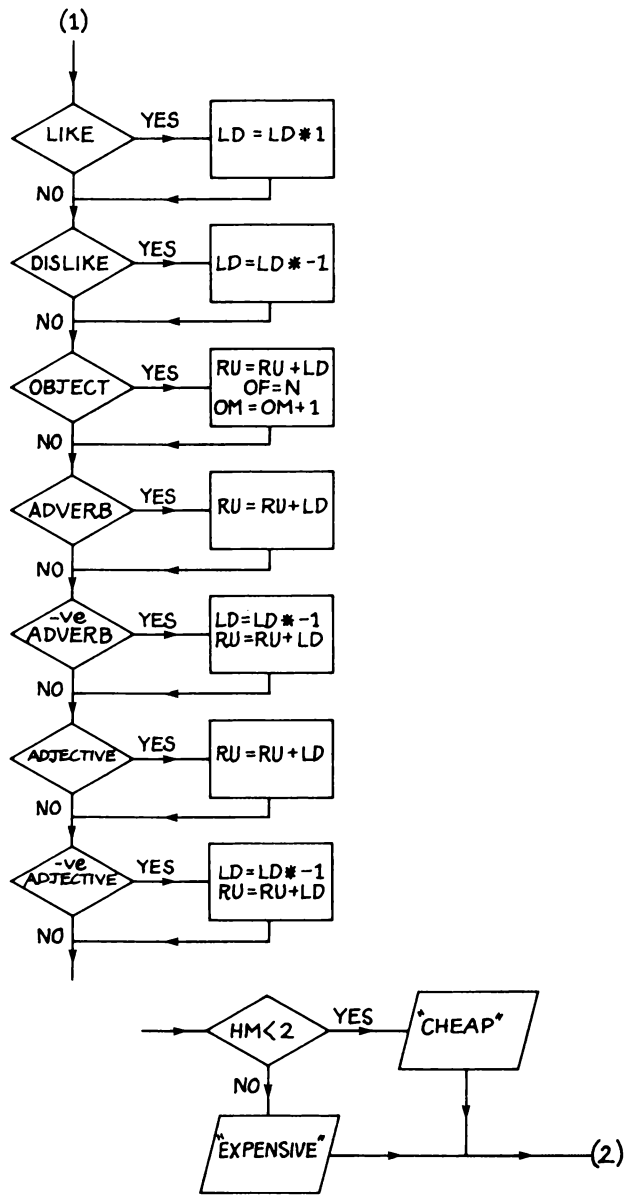 (1)
LIKE
YES
LD = LD*1
NO
DISLIKE
YES
LD=LD*-1
NO
OBJECT
YES
RU=RU+LD
OF=N
OM=OM+1
NO
ADVERB
YES
RU=RU+LD
NO
-ve
ADVERB
YES
LD=LD*-1
RU=RU+LD
NO
ADJECTIVE
YES
RU=RU+LD
NO
-ve
ADJECTIVE
YES
LD=LD*-1
RU=RU+LD
NO
HM<2
YES
"CHEAP"
NO
"EXPENSIVE"
(2)